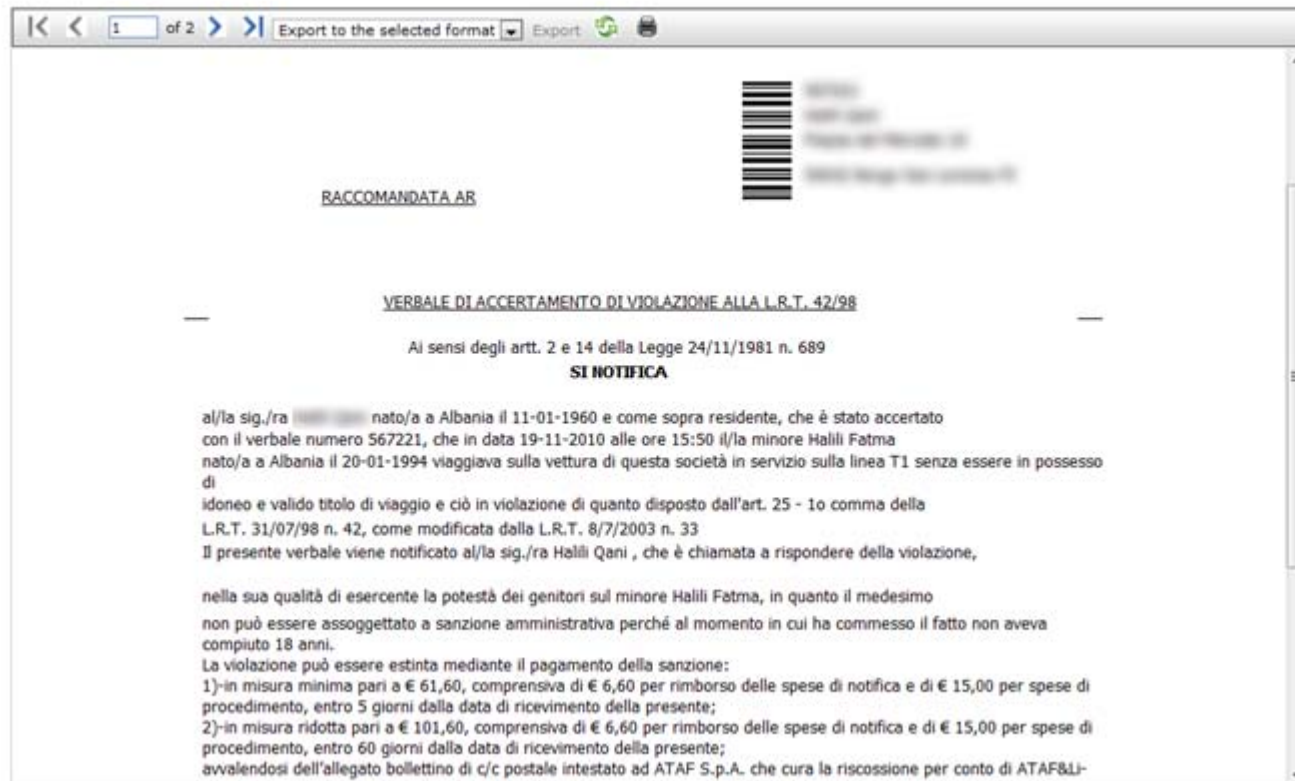 1 of 2 Export to the selected format Export
RACCOMANDATA AR
VERBALE DI ACCERTAMENTO DI VIOLAZIONE ALLA L.R.T. 42/98
Ai sensi degli artt. 2 e 14 della Legge 24/11/1981 n. 689
SI NOTIFICA
al/la sig./ra nato/a a Albania il 11-01-1960 e come sopra residente, che è stato accertato
con il verbale numero 567221, che in data 19-11-2010 alle ore 15:50 il/la minore Halili Fatma
nato/a a Albania il 20-01-1994 viaggiava sulla vettura di questa società in servizio sulla linea T1 senza essere in possesso
di
idoneo e valido titolo di viaggio e ciò in violazione di quanto disposto dall'art. 25 - 1o comma della
L.R.T. 31/07/98 n. 42, come modificata dalla L.R.T. 8/7/2003 n. 33
Il presente verbale viene notificato al/la sig./ra Halili Qani , che è chiamata a rispondere della violazione,
nella sua qualità di esercente la potestà dei genitori sul minore Halili Fatma, in quanto il medesimo
non può essere assoggettato a sanzione amministrativa perché al momento in cui ha commesso il fatto non aveva
compiuto 18 anni.
La violazione può essere estinta mediante il pagamento della sanzione:
1)-in misura minima pari a € 61,60, comprensiva di € 6,60 per rimborso delle spese di notifica e di € 15,00 per spese di
procedimento, entro 5 giorni dalla data di ricevimento della presente;
2)-in misura ridotta pari a € 101,60, comprensiva di € 6,60 per rimborso delle spese di notifica e di € 15,00 per spese di
procedimento, entro 60 giorni dalla data di ricevimento della presente;
avvalendosi dell'allegato bollettino di c/c postale intestato ad ATAF S.p.A. che cura la riscossione per conto di ATAF&Li-